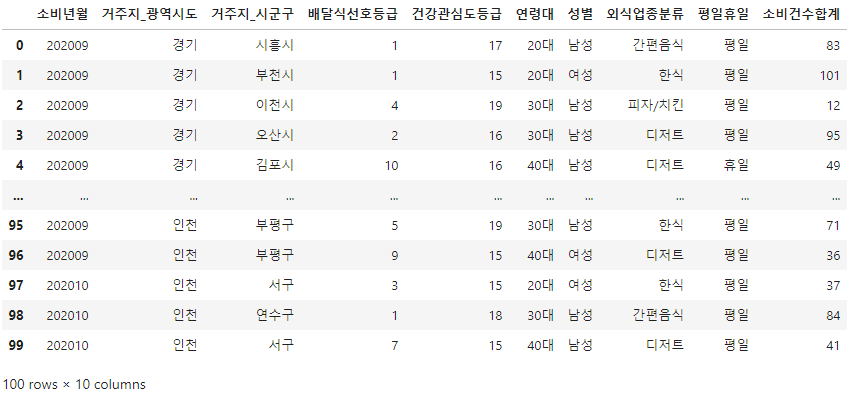 소비년월 거주지_광역시도 거주지_시군구 배달식선호등급 건강관심도등급 연령대 성별 외식업종분류 평일휴일 소비건수합계
0 202009 경기 시흥시 1 17 20대 남성 간편음식 평일 83
1 202009 경기 부천시 1 15 20대 여성 한식 평일 101
2 202009 경기 이천시 4 19 30대 남성 피자/치킨 평일 12
3 202009 경기 오산시 2 16 30대 남성 디저트 평일 95
4 202009 경기 김포시 10 16 40대 남성 디저트 휴일 49
... ... ... ... ... ... ... ... ... ... ...
95 202009 인천 부평구 5 19 30대 남성 한식 평일 71
96 202009 인천 부평구 9 15 40대 여성 디저트 평일 36
97 202010 인천 서구 3 15 20대 여성 한식 평일 37
98 202010 인천 연수구 1 18 30대 남성 간편음식 평일 84
99 202010 인천 서구 7 15 40대 남성 디저트 평일 41
100 rows × 10 columns